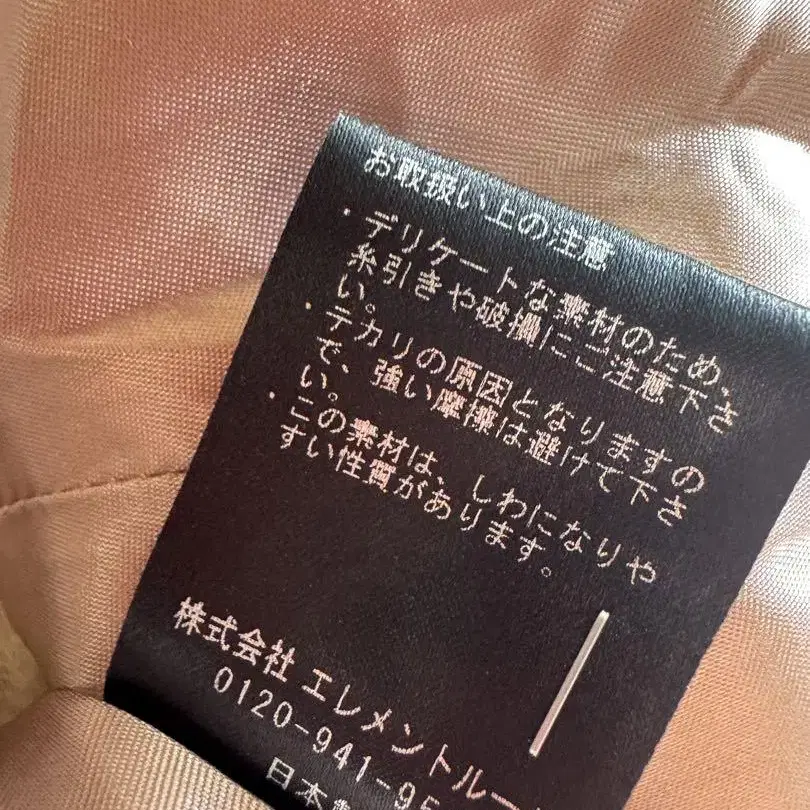 お取扱い上の注意
・デリケートな素材のため、
糸引きや破損にご注意下さ
い。
・テカリの原因となりますの
で、強い摩擦は避けて下さ
い。
・この素材は、しわになりや
すい性質があります。
株式会社 エレメントルー
0120-941-95
日本